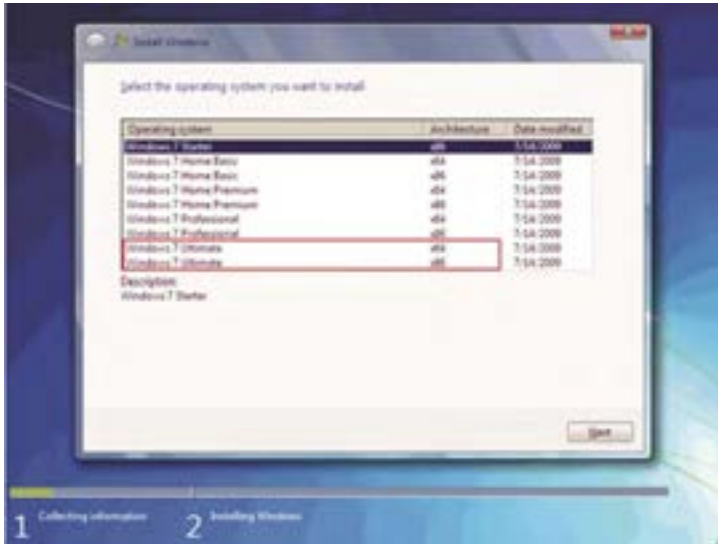 Install Windows
Select the operating system you want to install
Operating system Architecture Date modified
Windows 7 Starter x86 7/14/2009
Windows 7 Home Basic x64 7/14/2009
Windows 7 Home Basic x86 7/14/2009
Windows 7 Home Premium x64 7/14/2009
Windows 7 Home Premium x86 7/14/2009
Windows 7 Professional x64 7/14/2009
Windows 7 Professional x86 7/14/2009
Windows 7 Ultimate x64 7/14/2009
Windows 7 Ultimate x86 7/14/2009
Description:
Windows 7 Starter
Next
1 Collecting information 2 Installing Windows